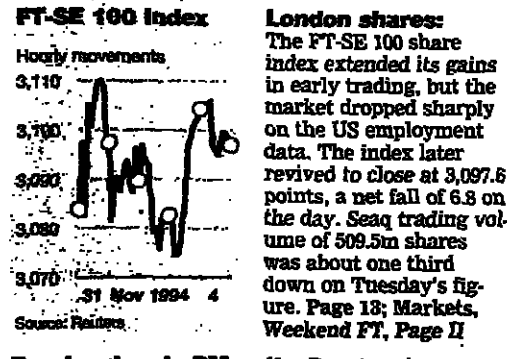 FT-SE 100 Index
Hourly movements
3,110
3,100
3,090
3,080
3,070
31 Nov 1994 4
Source: Reuters
London shares:
The FT-SE 100 share
index extended its gains
in early trading, but the
market dropped sharply
on the US employment
data. The index later
revived to close at 3,097.6
points, a net fall of 6.8 on
the day. Seaq trading vol-
ume of 509.5m shares
was about one third
down on Tuesday's fig-
ure. Page 13; Markets,
Weekend FT, Page II